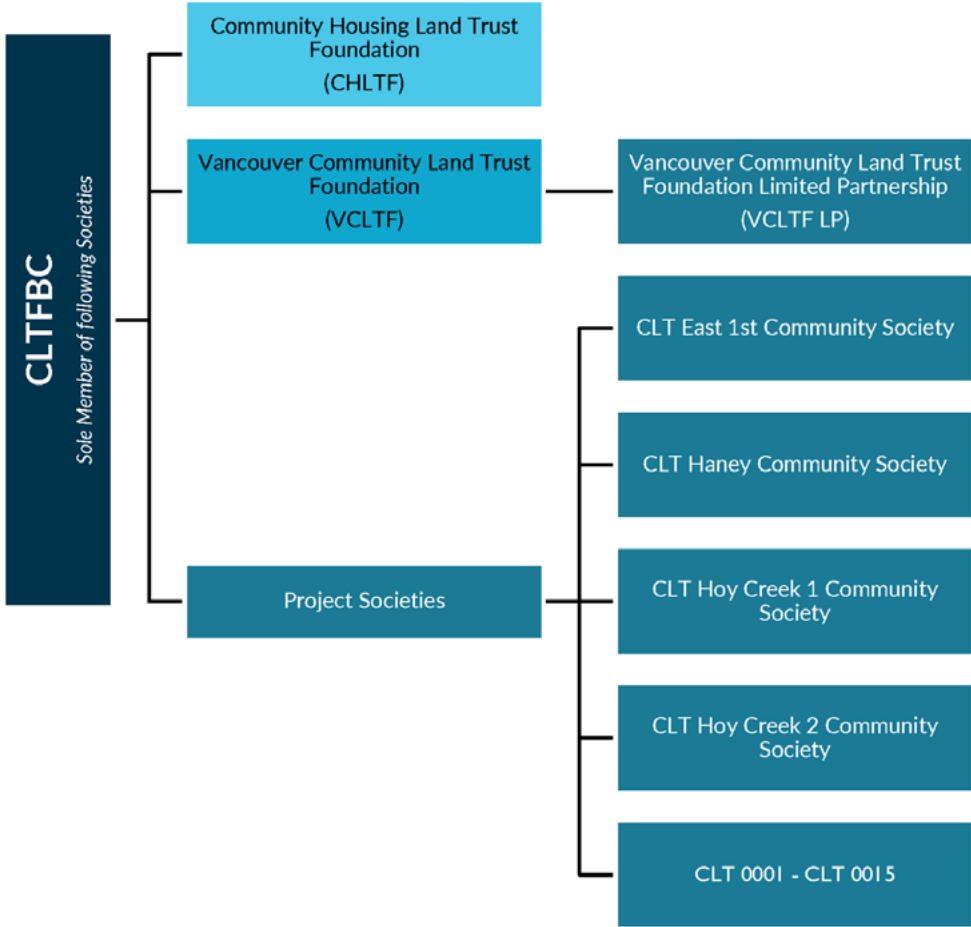 CLTFBC
Sole Member of following Societies
Community Housing Land Trust
Foundation
(CHLTF)
Vancouver Community Land Trust
Foundation
(VCLTF)
Vancouver Community Land Trust
Foundation Limited Partnership
(VCLTF LP)
Project Societies
CLT East 1st Community Society
CLT Haney Community Society
CLT Hoy Creek 1 Community
Society
CLT Hoy Creek 2 Community
Society
CLT 0001 - CLT 0015